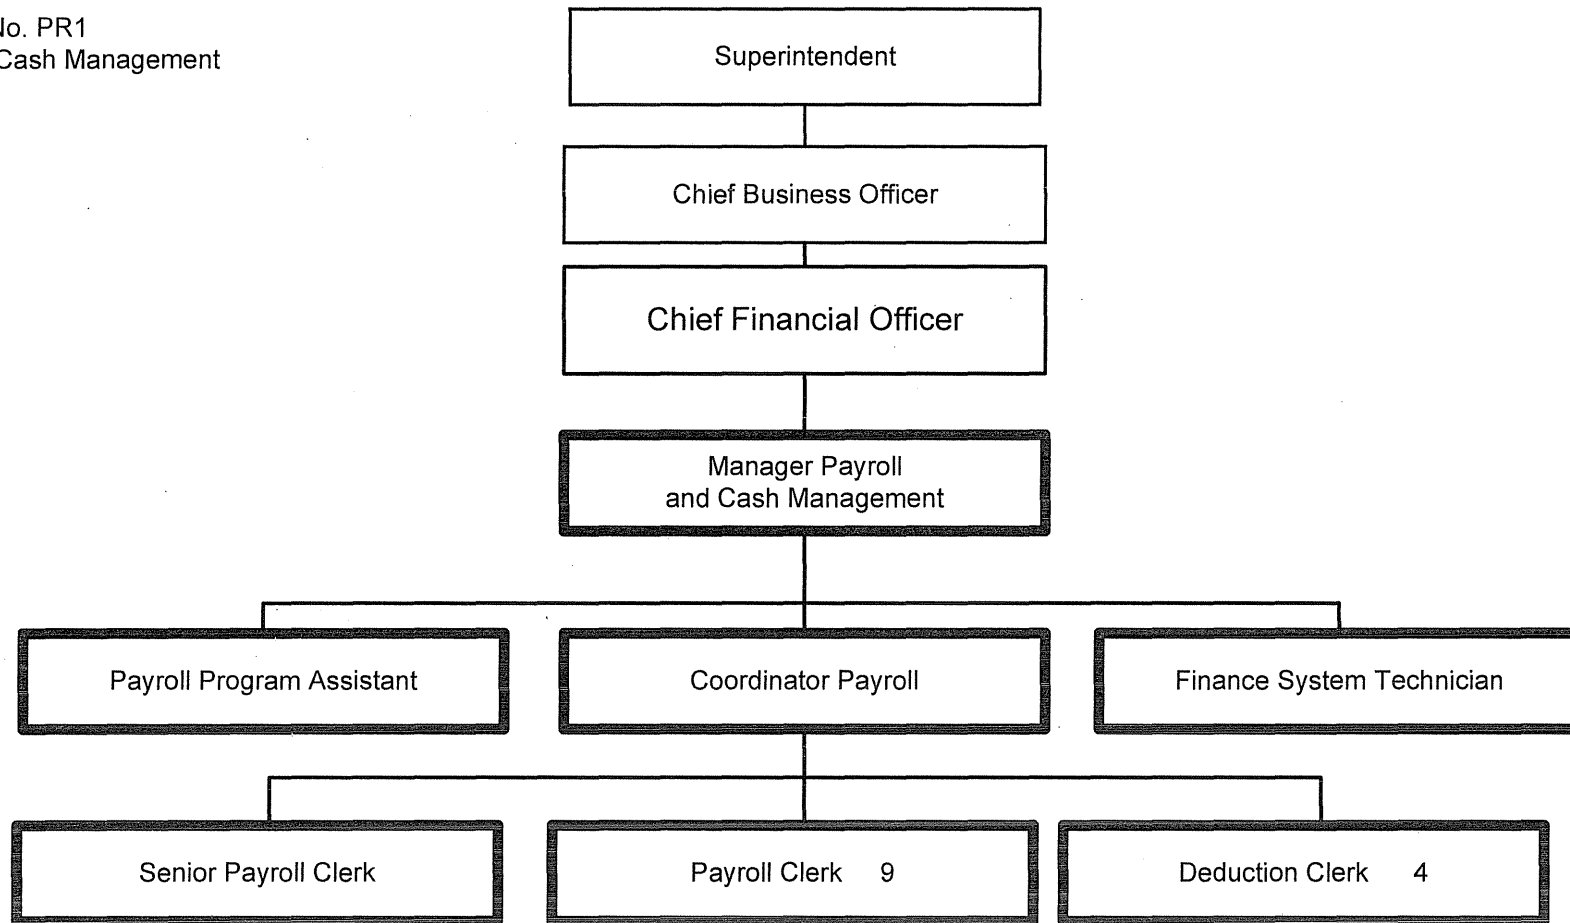 No. PR1
Cash Management
Superintendent
Chief Business Officer
Chief Financial Officer
Manager Payroll
and Cash Management
Payroll Program Assistant
Coordinator Payroll
Finance System Technician
Senior Payroll Clerk
Payroll Clerk 9
Deduction Clerk 4